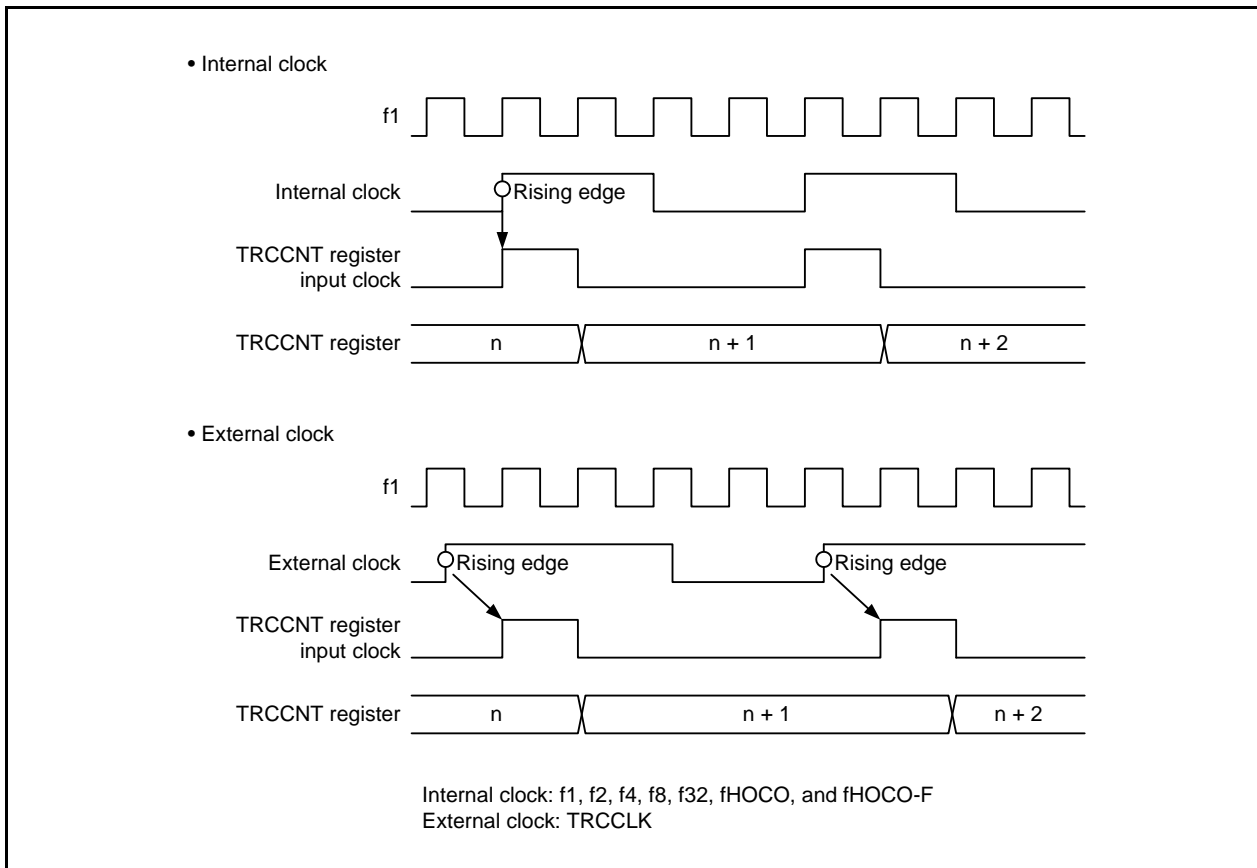 • Internal clock
f1
Internal clock
Rising edge
TRCCNT register
input clock
TRCCNT register
n
n + 1
n + 2
• External clock
f1
External clock
Rising edge
Rising edge
TRCCNT register
input clock
TRCCNT register
n
n + 1
n + 2
Internal clock: f1, f2, f4, f8, f32, fHOCO, and fHOCO-F
External clock: TRCCLK